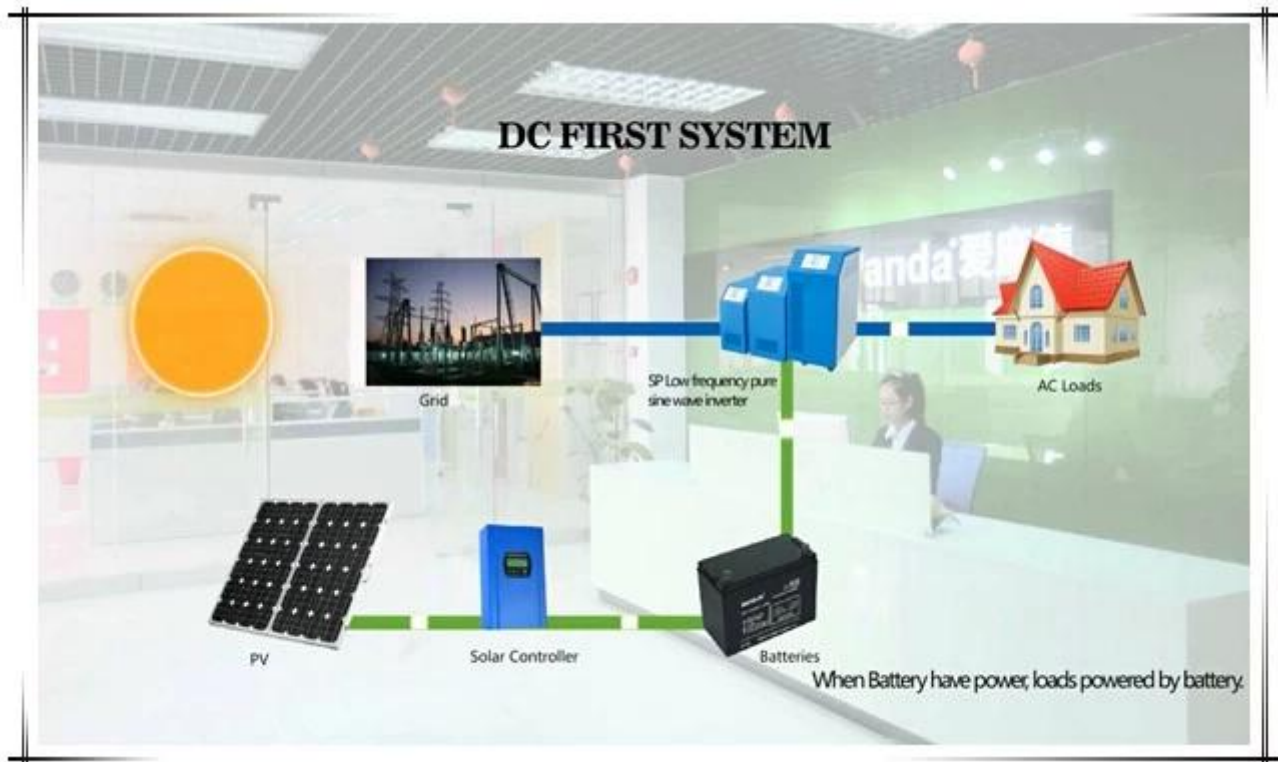 DC FIRST SYSTEM
anda
Grid
SP Low frequency pure
sine wave inverter
AC Loads
PV
Solar Controller
Batteries
When Battery have power, loads powered by battery.